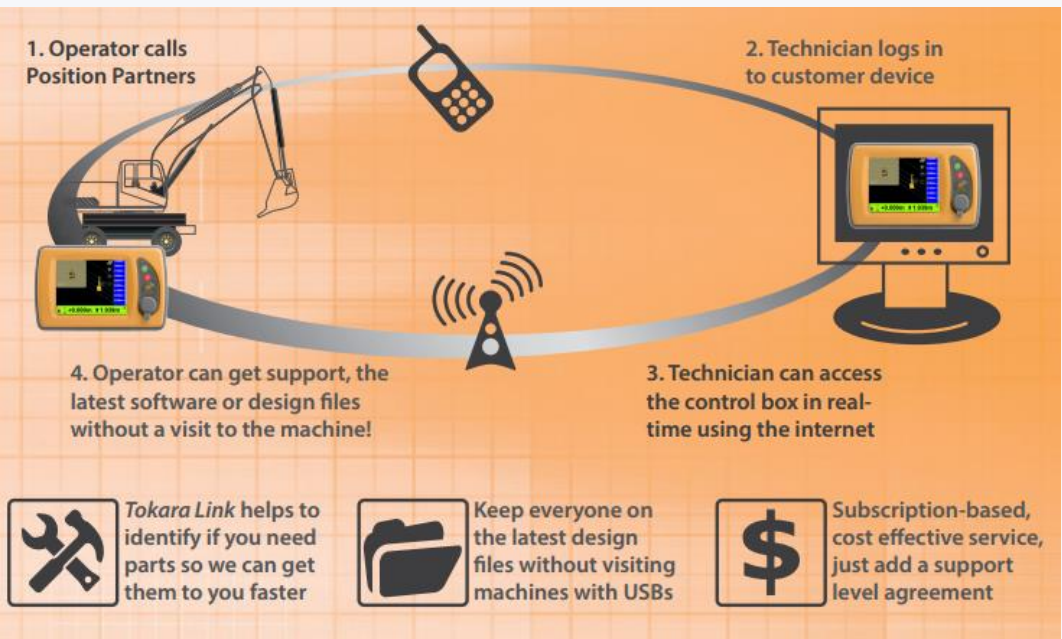 1. Operator calls
Position Partners
2. Technician logs in
to customer device
4. Operator can get support, the
latest software or design files
without a visit to the machine!
3. Technician can access
the control box in real-
time using the internet
Tokara Link helps to
identify if you need
parts so we can get
them to you faster
Keep everyone on
the latest design
files without visiting
machines with USBs
$
Subscription-based,
cost effective service,
just add a support
level agreement